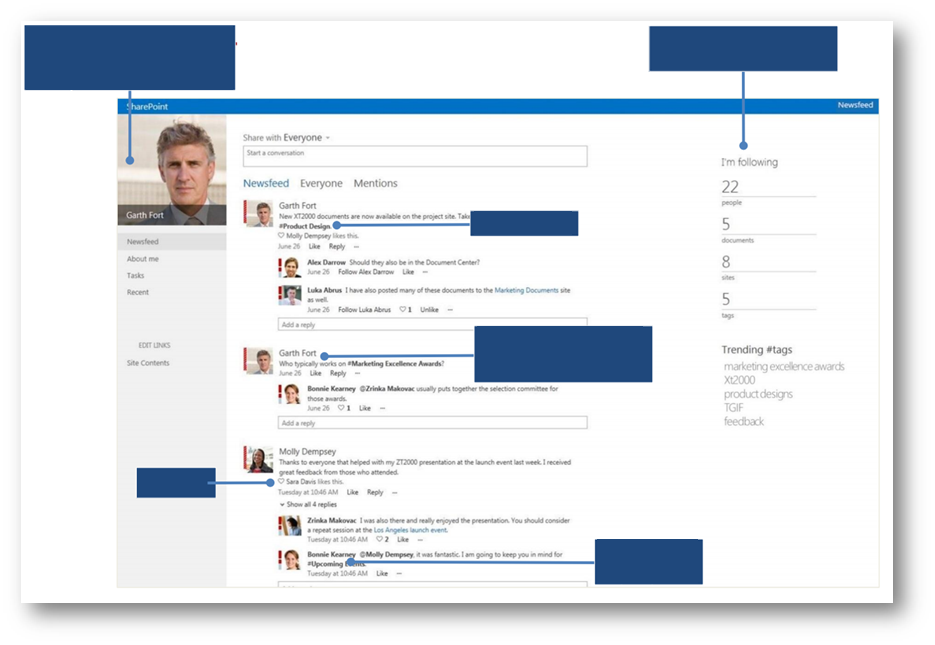 SharePoint
Newsfeed
Garth Fort
Newsfeed
About me
Tasks
Recent
EDIT LINKS
Site Contents
Share with Everyone
Start a conversation
Newsfeed Everyone Mentions
Garth Fort
New XT2000 documents are now available on the project site. Take
#Product Design.
Molly Dempsey likes this.
June 26 Like Reply ...
Alex Darrow Should they also be in the Document Center?
June 26 Follow Alex Darrow Like ...
Luka Abrus I have also posted many of these documents to the Marketing Documents site
as well.
June 26 Follow Luka Abrus ♡ 1 Unlike ...
Add a reply
Garth Fort
Who typically works on #Marketing Excellence Awards?
June 26 Like Reply ...
Bonnie Kearney @Zrinka Makovac usually puts together the selection committee for
those awards.
June 26 ♡ 1 Like ...
Add a reply
Molly Dempsey
Thanks to everyone that helped with my ZT2000 presentation at the launch event last week. I received
great feedback from those who attended.
♡ Sara Davis likes this.
Tuesday at 10:46 AM Like Reply ...
Show all 4 replies
Zrinka Makovac I was also there and really enjoyed the presentation. You should consider
a repeat session at the Los Angeles launch event.
Tuesday at 10:46 AM ♡ 2 Like ...
Bonnie Kearney @Molly Dempsey, it was fantastic. I am going to keep you in mind for
#Upcoming Events.
Tuesday at 10:46 AM Like ...
I'm following
22
people
5
documents
8
sites
5
tags
Trending #tags
marketing excellence awards
Xt2000
product designs
TGIF
feedback